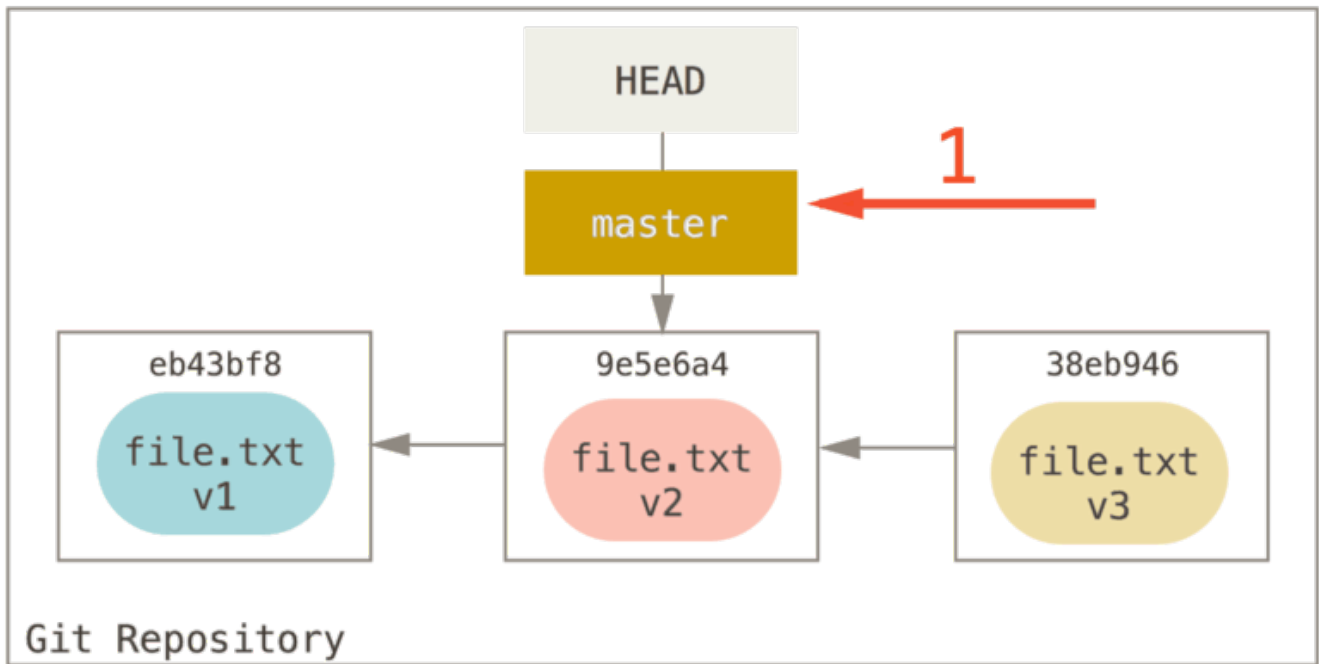 HEAD
1
master
eb43bf8
file.txt
v1
9e5e6a4
file.txt
v2
38eb946
file.txt
v3
Git Repository